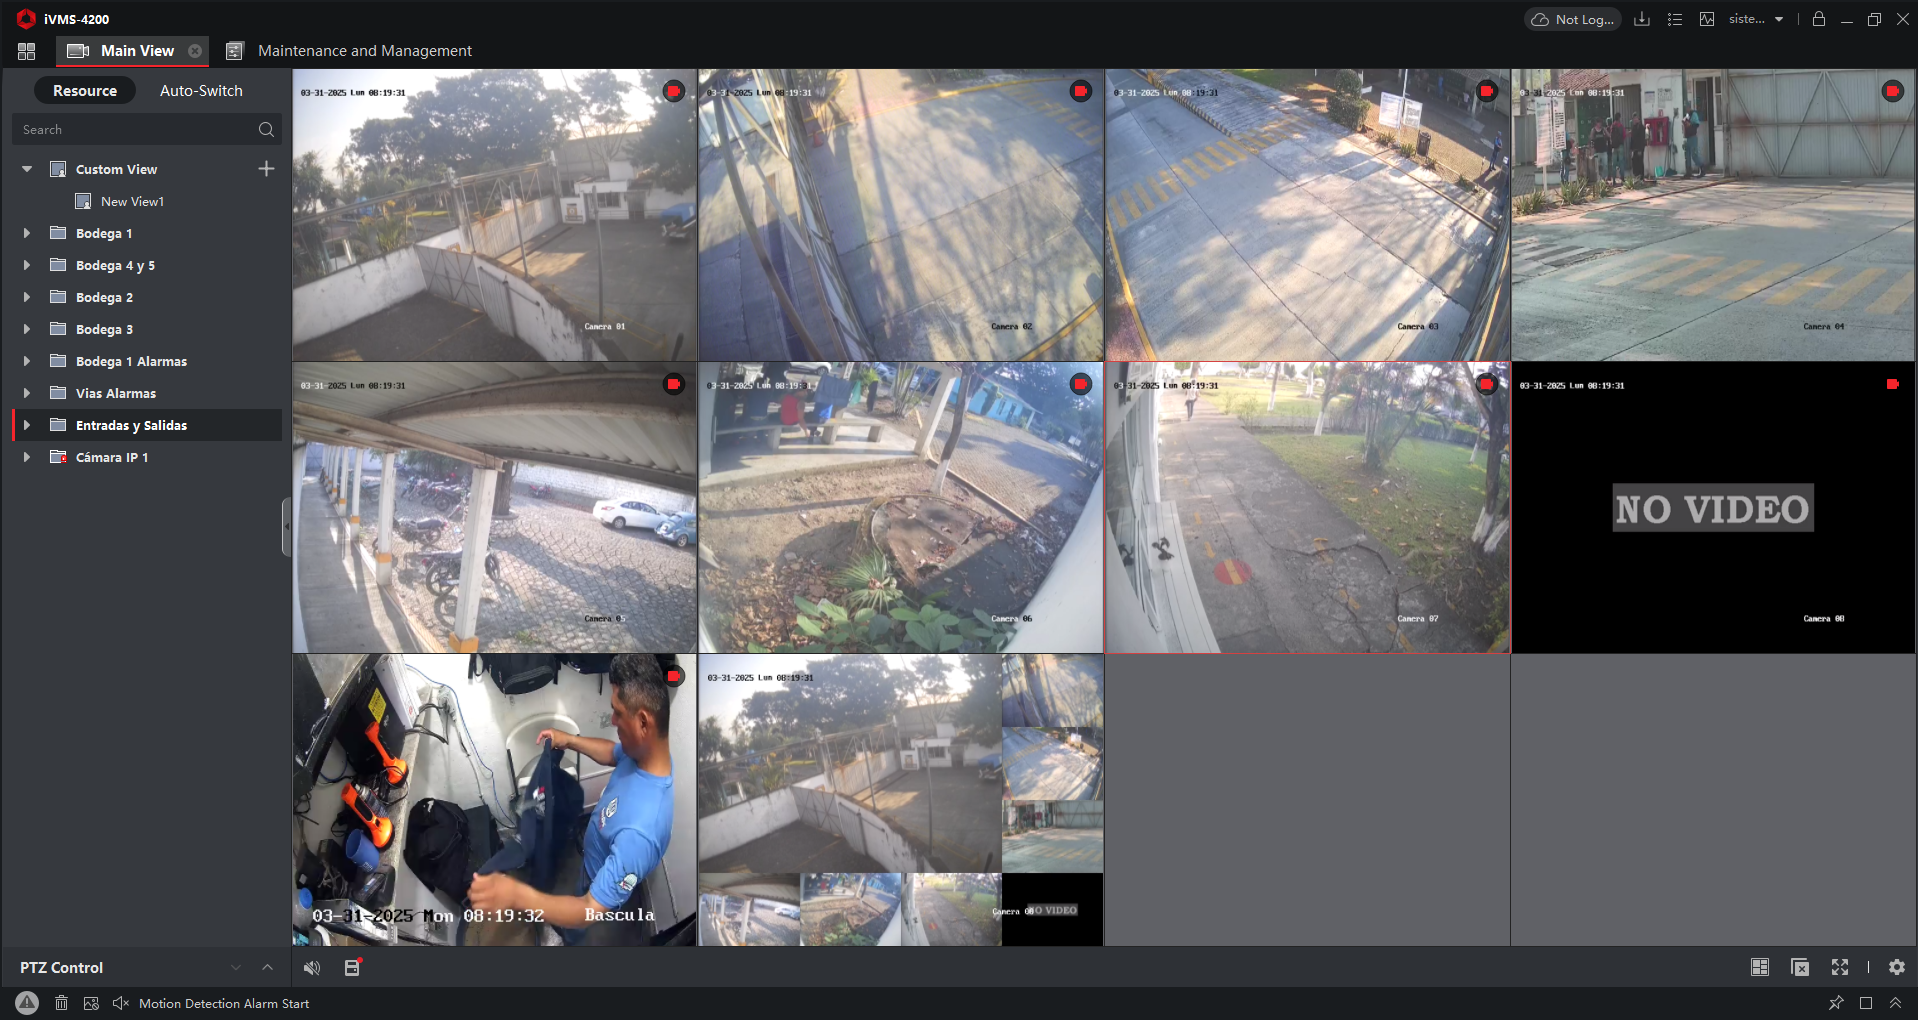 iVMS-4200
Not Log...
siste...
Main View
Maintenance and Management
Resource
Auto-Switch
Search
Custom View
New View1
Bodega 1
Bodega 4 y 5
Bodega 2
Bodega 3
Bodega 1 Alarmas
Vias Alarmas
Entradas y Salidas
Cámara IP 1
03-31-2025 Lun 08:19:31
Camera 01
03-31-2025 Lun 08:19:31
Camera 02
03-31-2025 Lun 08:19:31
Camera 03
03-31-2025 Lun 08:19:31
Camera 04
03-31-2025 Lun 08:19:31
Camera 05
03-31-2025 Lun 08:19:31
Camera 06
03-31-2025 Lun 08:19:31
Camera 07
03-31-2025 Lun 08:19:31
NO VIDEO
Camera 08
03-31-2025 Mon 08:19:32
Bascula
03-31-2025 Lun 08:19:31
Camera 08
NO VIDEO
PTZ Control
Motion Detection Alarm Start